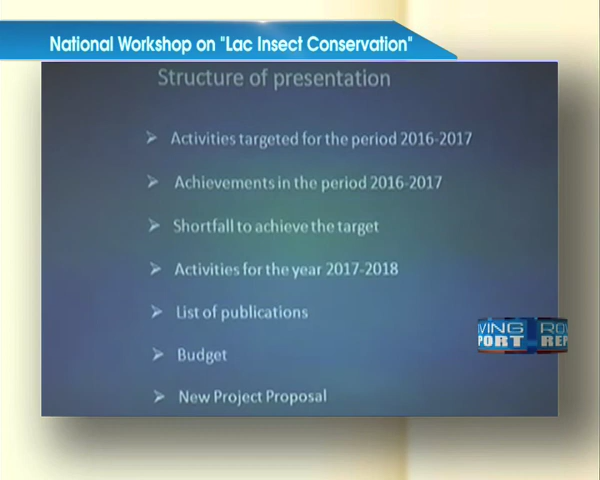 National Workshop on "Lac Insect Conservation"
Structure of presentation
➢ Activities targeted for the period 2016-2017
➢ Achievements in the period 2016-2017
➢ Shortfall to achieve the target
➢ Activities for the year 2017-2018
➢ List of publications
➢ Budget
➢ New Project Proposal